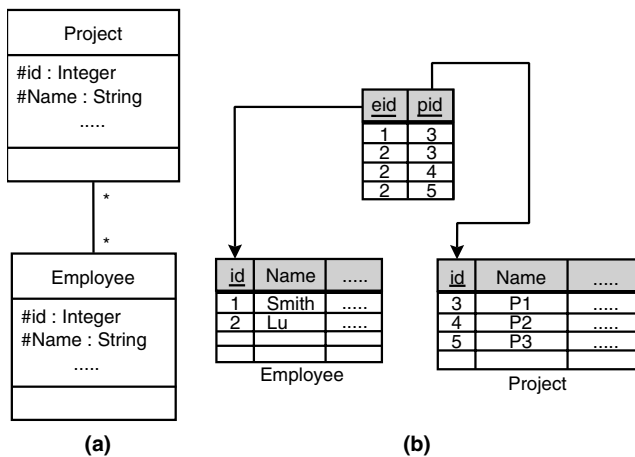 Project
#id : Integer
#Name : String
.....
*
*
Employee
#id : Integer
#Name : String
.....
(a)
eid pid
1 3
2 3
2 4
2 5
id Name .....
1 Smith .....
2 Lu .....
Employee
id Name .....
3 P1 .....
4 P2 .....
5 P3 .....
Project
(b)